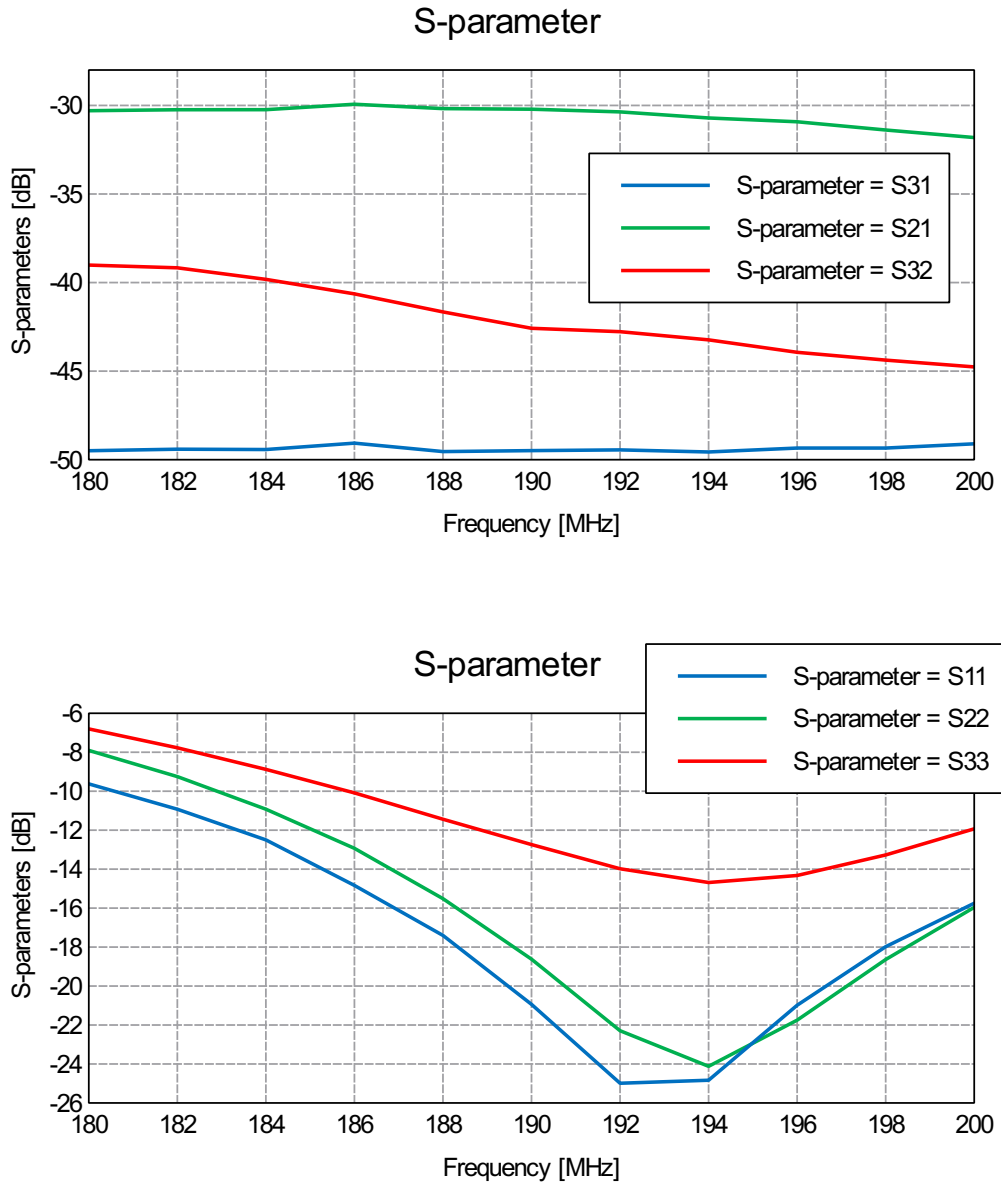 S-parameter
-30
-35
-40
-45
-50
S-parameters [dB]
S-parameter = S31
S-parameter = S21
S-parameter = S32
180 182 184 186 188 190 192 194 196 198 200
Frequency [MHz]
S-parameter
S-parameter = S11
S-parameter = S22
S-parameter = S33
-6
-8
-10
-12
-14
-16
-18
-20
-22
-24
-26
S-parameters [dB]
180 182 184 186 188 190 192 194 196 198 200
Frequency [MHz]